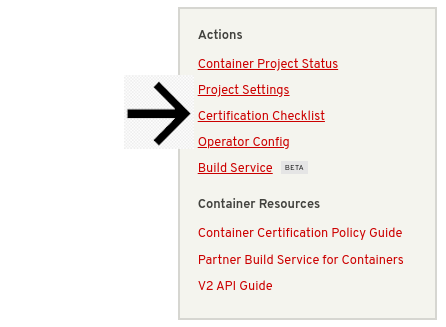 Actions
Container Project Status
Project Settings
Certification Checklist
Operator Config
Build Service BETA
Container Resources
Container Certification Policy Guide
Partner Build Service for Containers
V2 API Guide